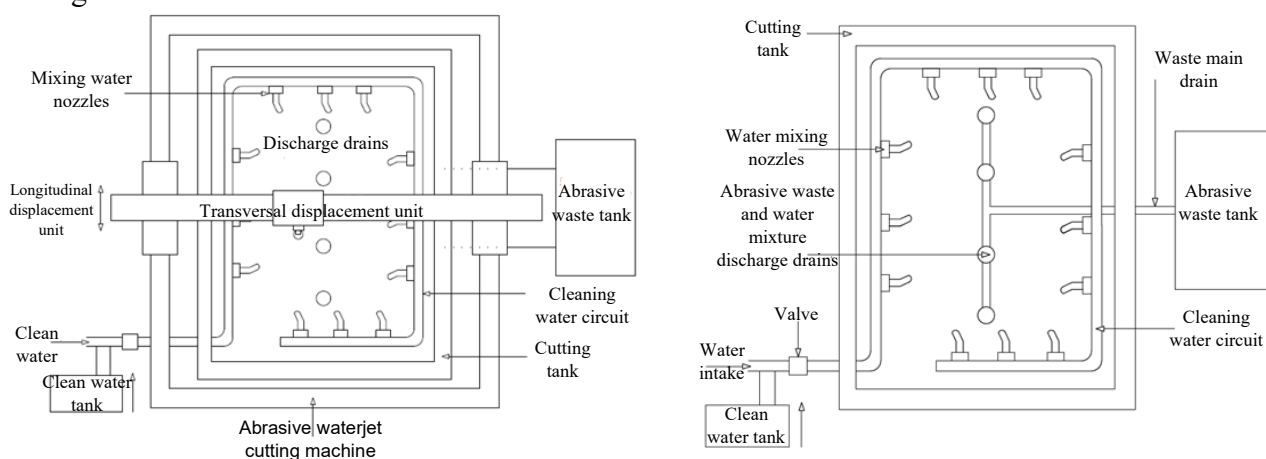 Mixing water
nozzles
Discharge drains
Longitudinal
displacement
unit
Transversal displacement unit
Abrasive
waste tank
Cleaning
water circuit
Clean
water
Cutting
tank
Clean water
tank
Abrasive waterjet
cutting machine
Cutting
tank
Waste main
drain
Water mixing
nozzles
Abrasive waste
and water
mixture
discharge drains
Abrasive
waste tank
Valve
Cleaning
water circuit
Water
intake
Clean
water tank